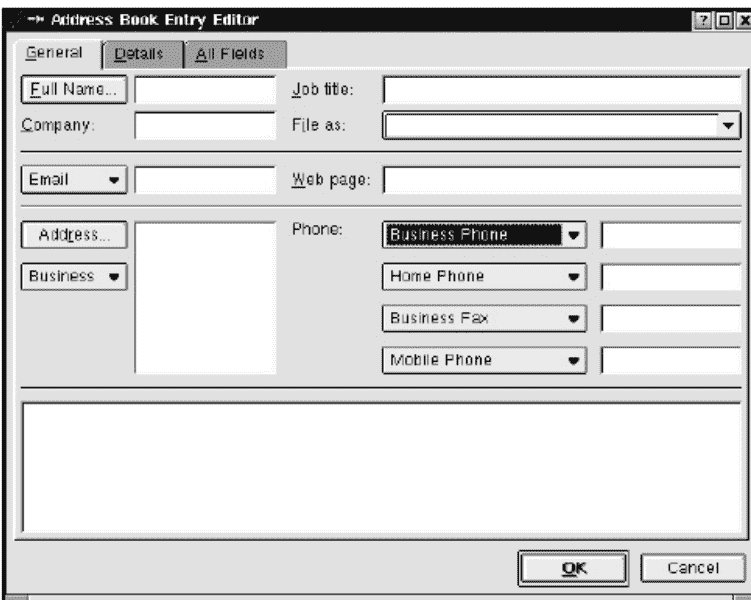 Address Book Entry Editor
General Details All Fields
Full Name... Job title:
Company: File as:
Email Web page:
Address... Phone: Business Phone
Business Home Phone
Business Fax
Mobile Phone
OK Cancel